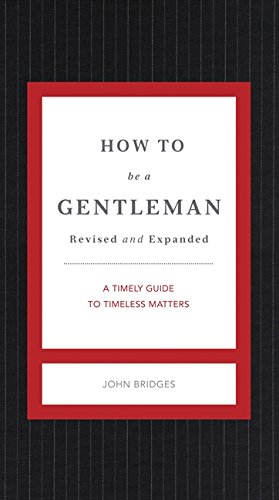 HOW TO
be a
GENTLEMAN
Revised and Expanded
A TIMELY GUIDE
TO TIMELESS MATTERS
JOHN BRIDGES